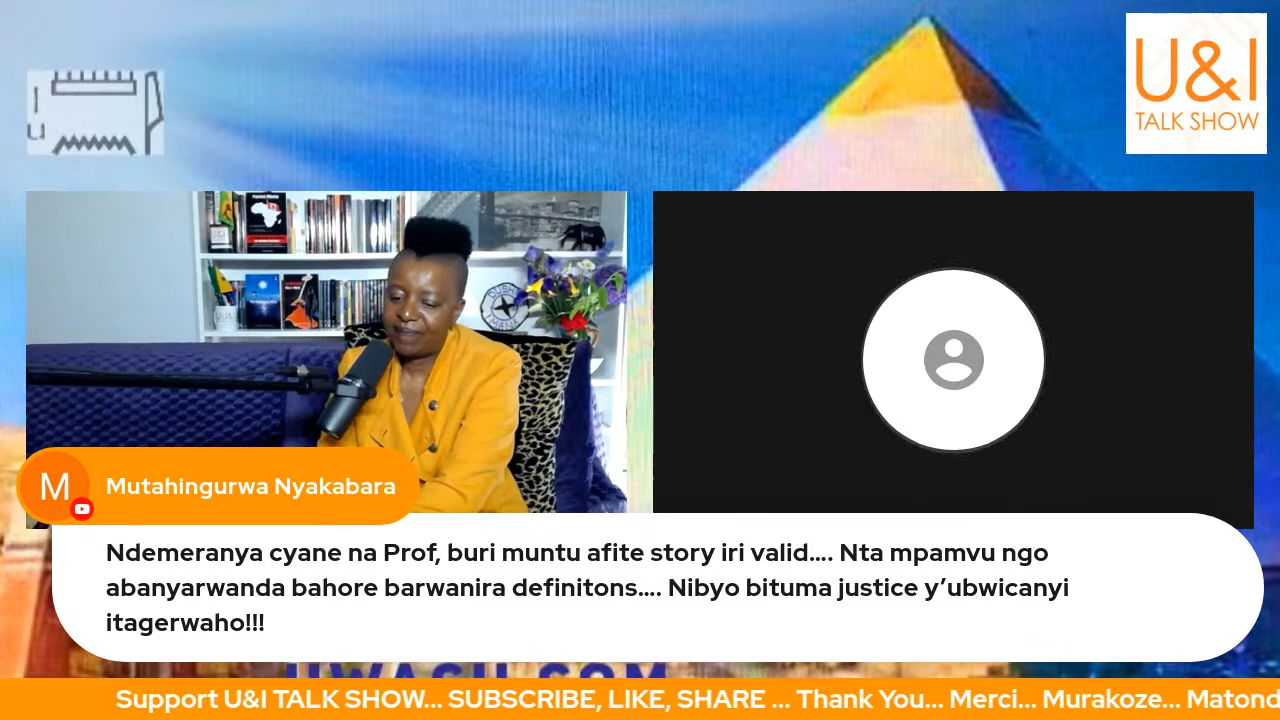 U&I
TALK SHOW
Mutahingurwa Nyakabara
Ndemeranya cyane na Prof, buri muntu afite story iri valid.... Nta mpamvu ngo
abanyarwanda bahore barwanira definitons.... Nibyo bituma justice y’ubwicanyi
itagerwaho!!!
Support U&I TALK SHOW... SUBSCRIBE, LIKE, SHARE ... Thank You... Merci... Murakoze... Matond